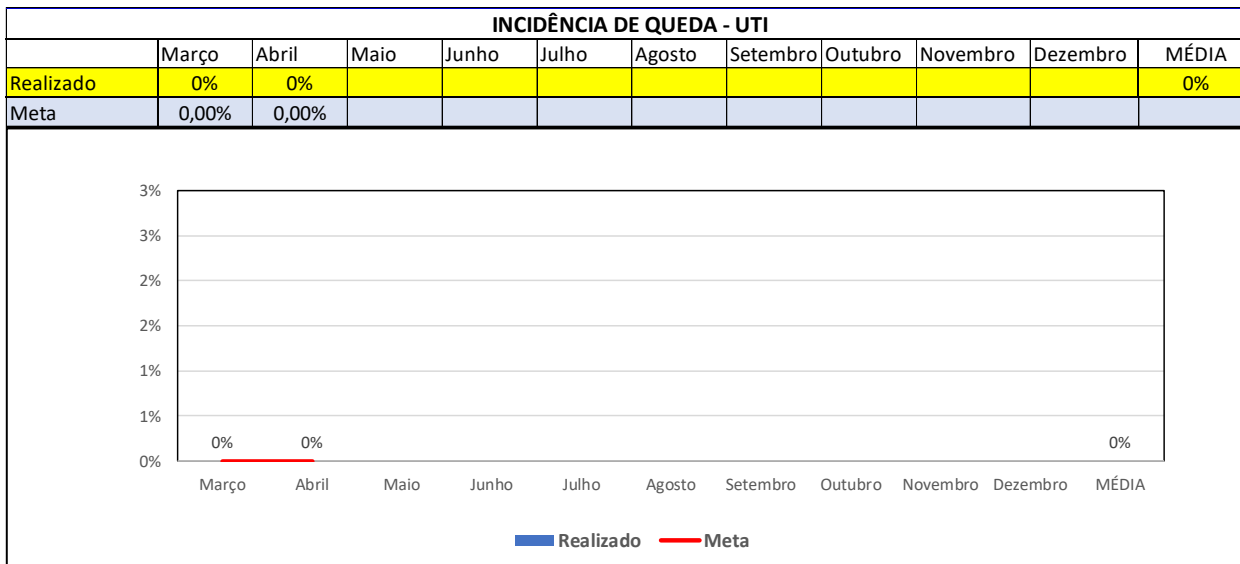 INCIDÊNCIA DE QUEDA - UTI
Março Abril Maio Junho Julho Agosto Setembro Outubro Novembro Dezembro MÉDIA
Realizado 0% 0% 0%
Meta 0,00% 0,00%
3%
3%
2%
2%
1%
1%
0% 0% 0%
0%
Março Abril Maio Junho Julho Agosto Setembro Outubro Novembro Dezembro MÉDIA
Realizado Meta